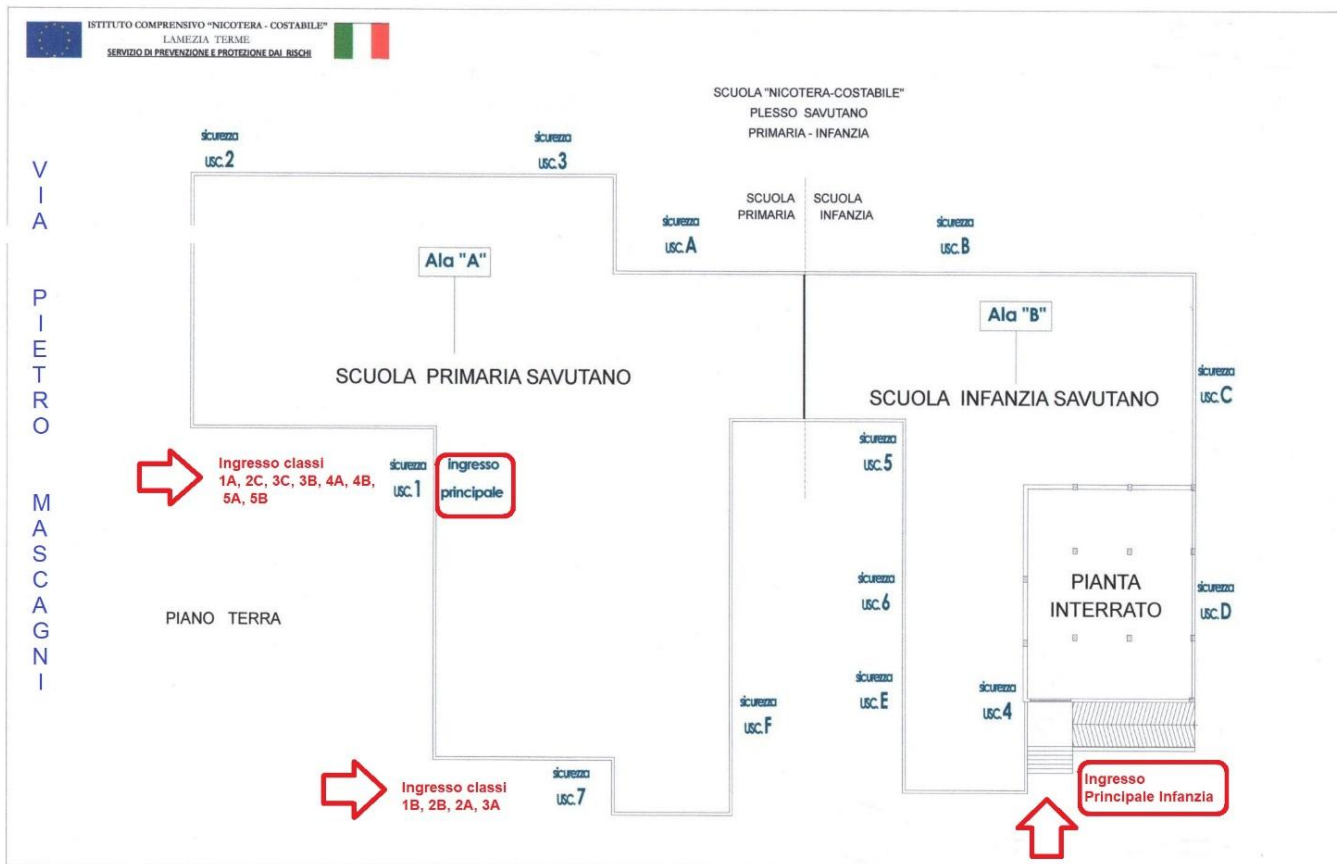 ISTITUTO COMPRENSIVO "NICOTERA - COSTABILE"
LAMEZIA TERME
SERVIZIO DI PREVENZIONE E PROTEZIONE DAI RISCHI
SCUOLA "NICOTERA-COSTABILE"
PLESSO SAVUTANO
PRIMARIA - INFANZIA
VIA PIETRO MASCAGNI
sicurezza
usc.2
sicurezza
usc.3
SCUOLA
PRIMARIA
SCUOLA
INFANZIA
sicurezza
usc.A
sicurezza
usc.B
Ala "A"
Ala "B"
SCUOLA PRIMARIA SAVUTANO
SCUOLA INFANZIA SAVUTANO
sicurezza
usc.C
Ingresso classi
1A, 2C, 3C, 3B, 4A, 4B,
5A, 5B
sicurezza
usc.1
ingresso
principale
sicurezza
usc.5
PIANO TERRA
sicurezza
usc.6
PIANTA
INTERRATO
sicurezza
usc.D
sicurezza
usc.E
sicurezza
usc.4
sicurezza
usc.F
Ingresso classi
1B, 2B, 2A, 3A
sicurezza
usc.7
Ingresso
Principale Infanzia